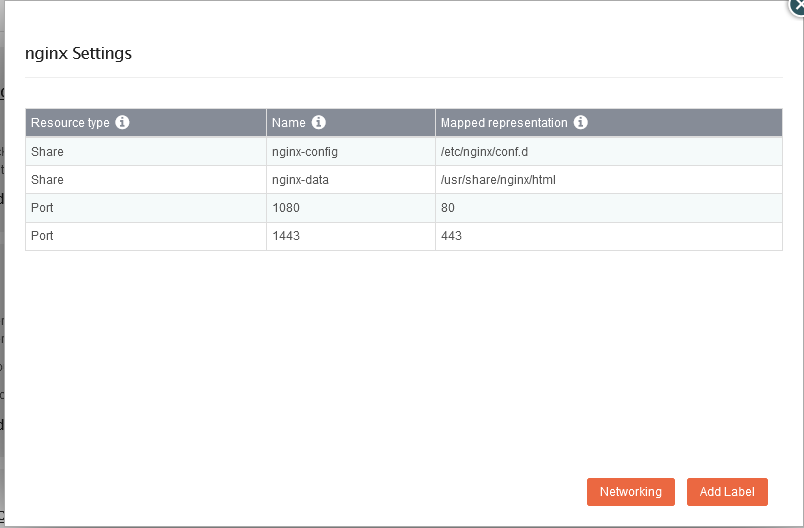 nginx Settings
Resource type Name Mapped representation
Share nginx-config /etc/nginx/conf.d
Share nginx-data /usr/share/nginx/html
Port 1080 80
Port 1443 443
Networking Add Label